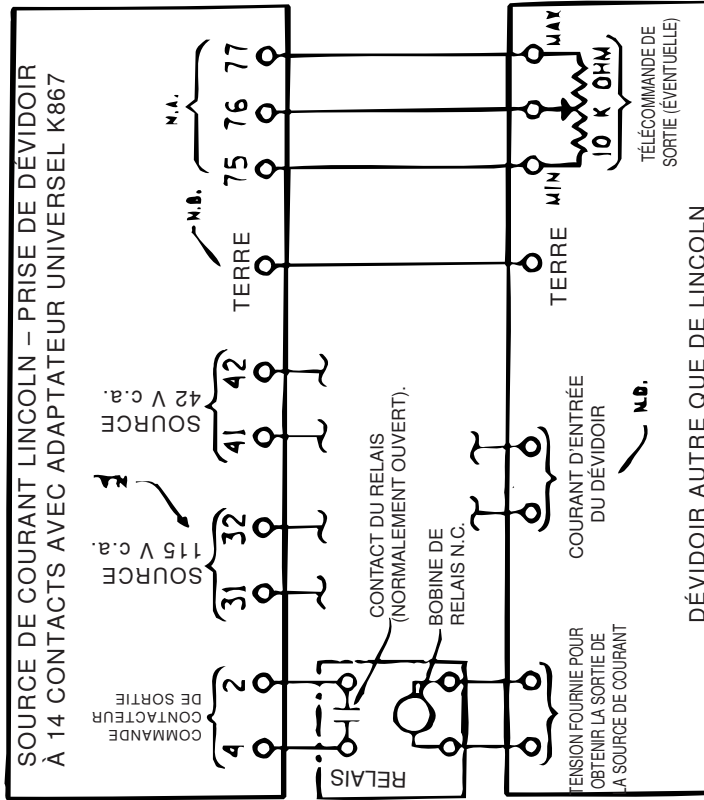 SOURCE DE COURANT LINCOLN – PRISE DE DÉVIDOIR
À 14 CONTACTS AVEC ADAPTATEUR UNIVERSEL K867
COMMANDE
CONTACTEUR
DE SORTIE
4
2
SOURCE
115 V c.a.
31
32
SOURCE
42 V c.a.
41
42
TERRE
N.B.
75
76
77
N.A.
RELAIS
CONTACT DU RELAIS
(NORMALEMENT OUVERT).
BOBINE DE
RELAIS N.C.
TENSION FOURNIE POUR
OBTENIR LA SORTIE DE
LA SOURCE DE COURANT
COURANT D'ENTRÉE
DU DÉVIDOIR
N.D.
TERRE
MIN
10 K OHM
MAX
TÉLÉCOMMANDE DE
SORTIE (ÉVENTUELLE)
DÉVIDOIR AUTRE QUE DE LINCOLN